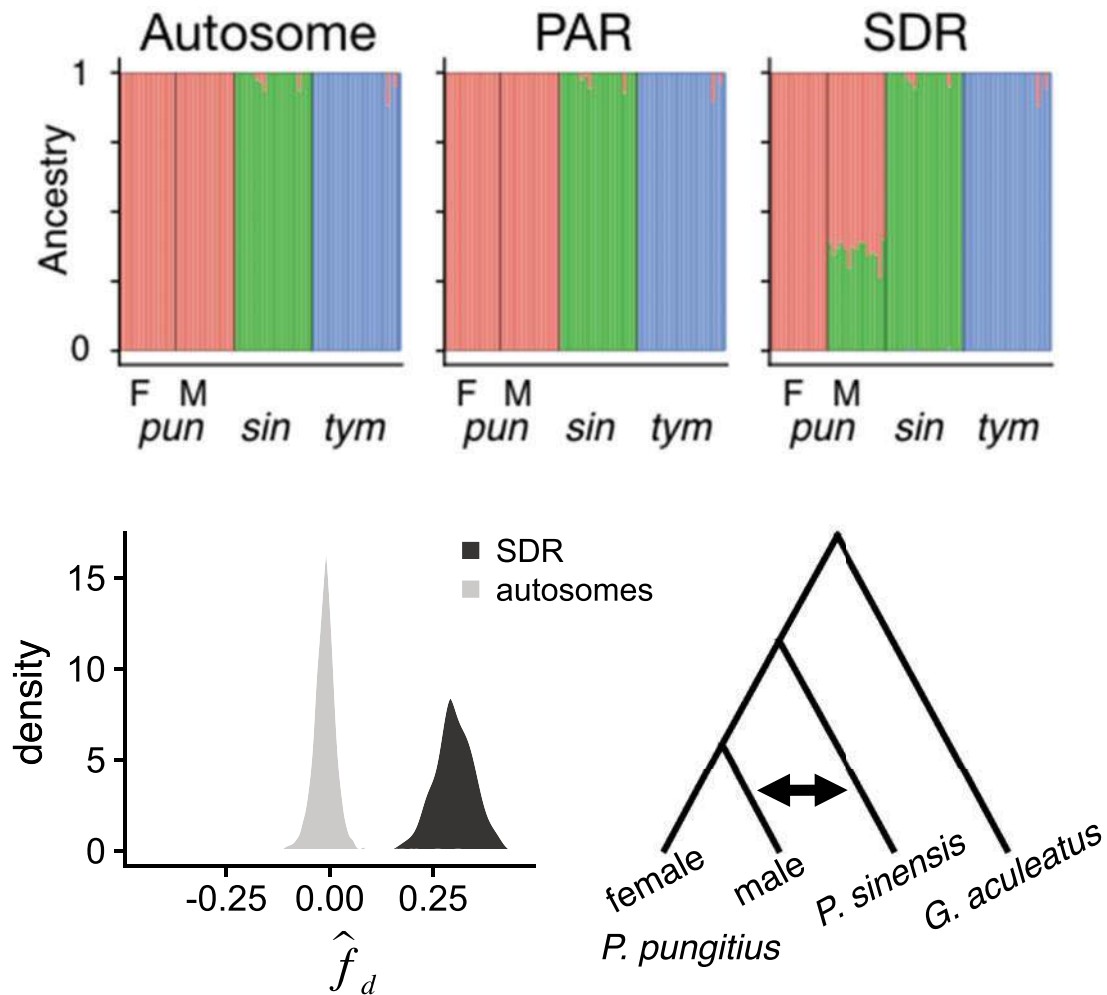 Autosome PAR SDR
1
Ancestry
0
F M F M F M
pun sin tym pun sin tym pun sin tym
15
10
5
0
density
SDR
autosomes
-0.25 0.00 0.25
f̂ d
female male P. sinensis G. aculeatus
P. pungitius